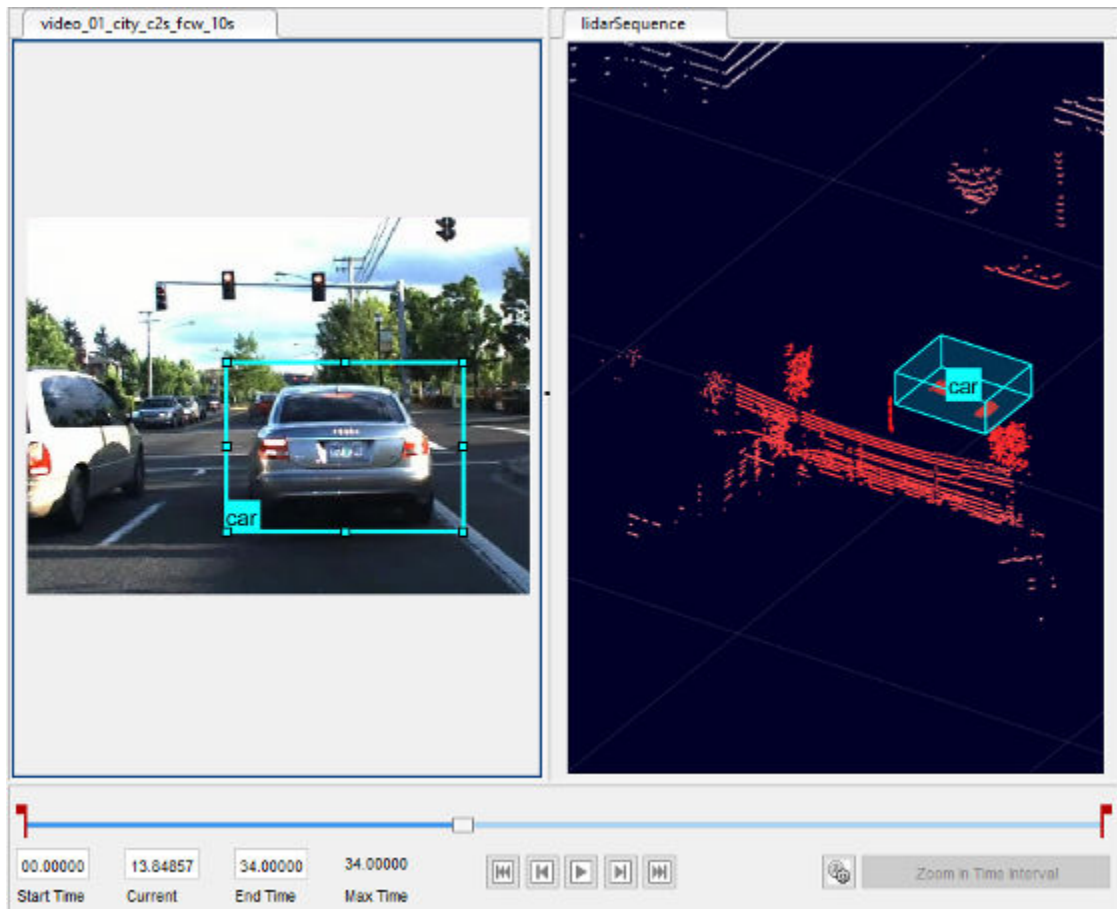 video_01_city_c2s_fcw_10s
lidarSequence
car
car
00.00000
13.84857
34.00000
34.00000
Start Time
Current
End Time
Max Time
Zoom in Time Interval